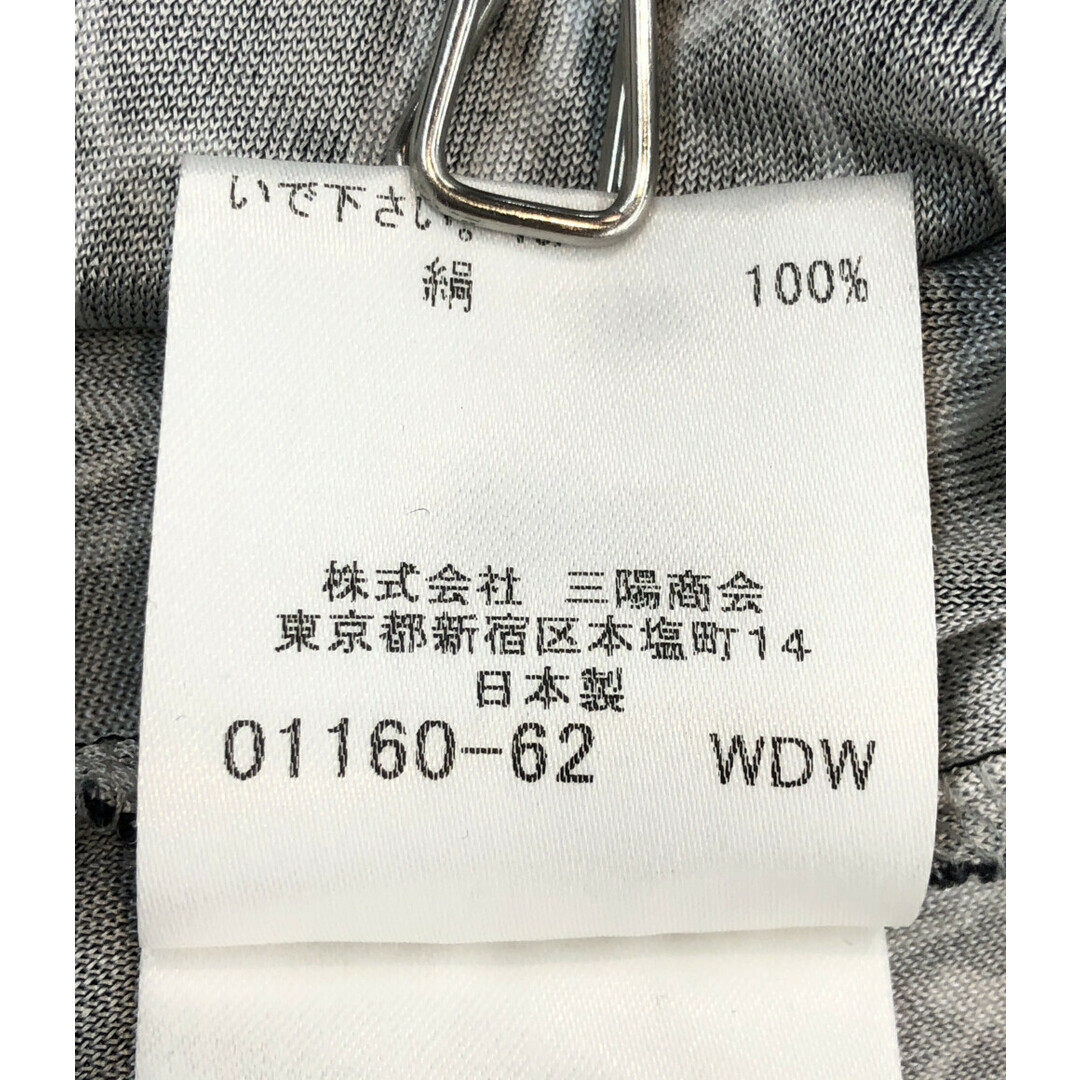 いで下さい。
絹 100%
株式会社 三陽商会
東京都新宿区本塩町14
日本製
01160-62 WDW